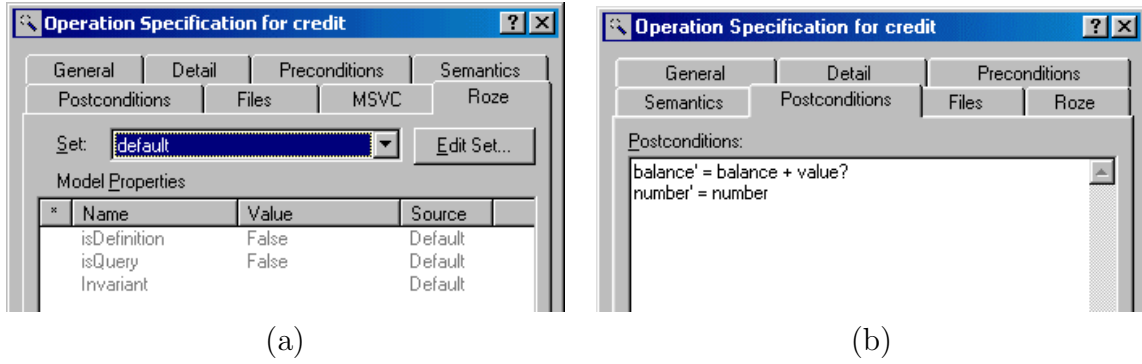 Operation Specification for credit
General Detail Preconditions Semantics
Postconditions Files MSVC Roze
Set: default Edit Set...
Model Properties
* Name Value Source
isDefinition False Default
isQuery False Default
Invariant Default
(a)
Operation Specification for credit
General Detail Preconditions
Semantics Postconditions Files Roze
Postconditions:
balance' = balance + value?
number' = number
(b)